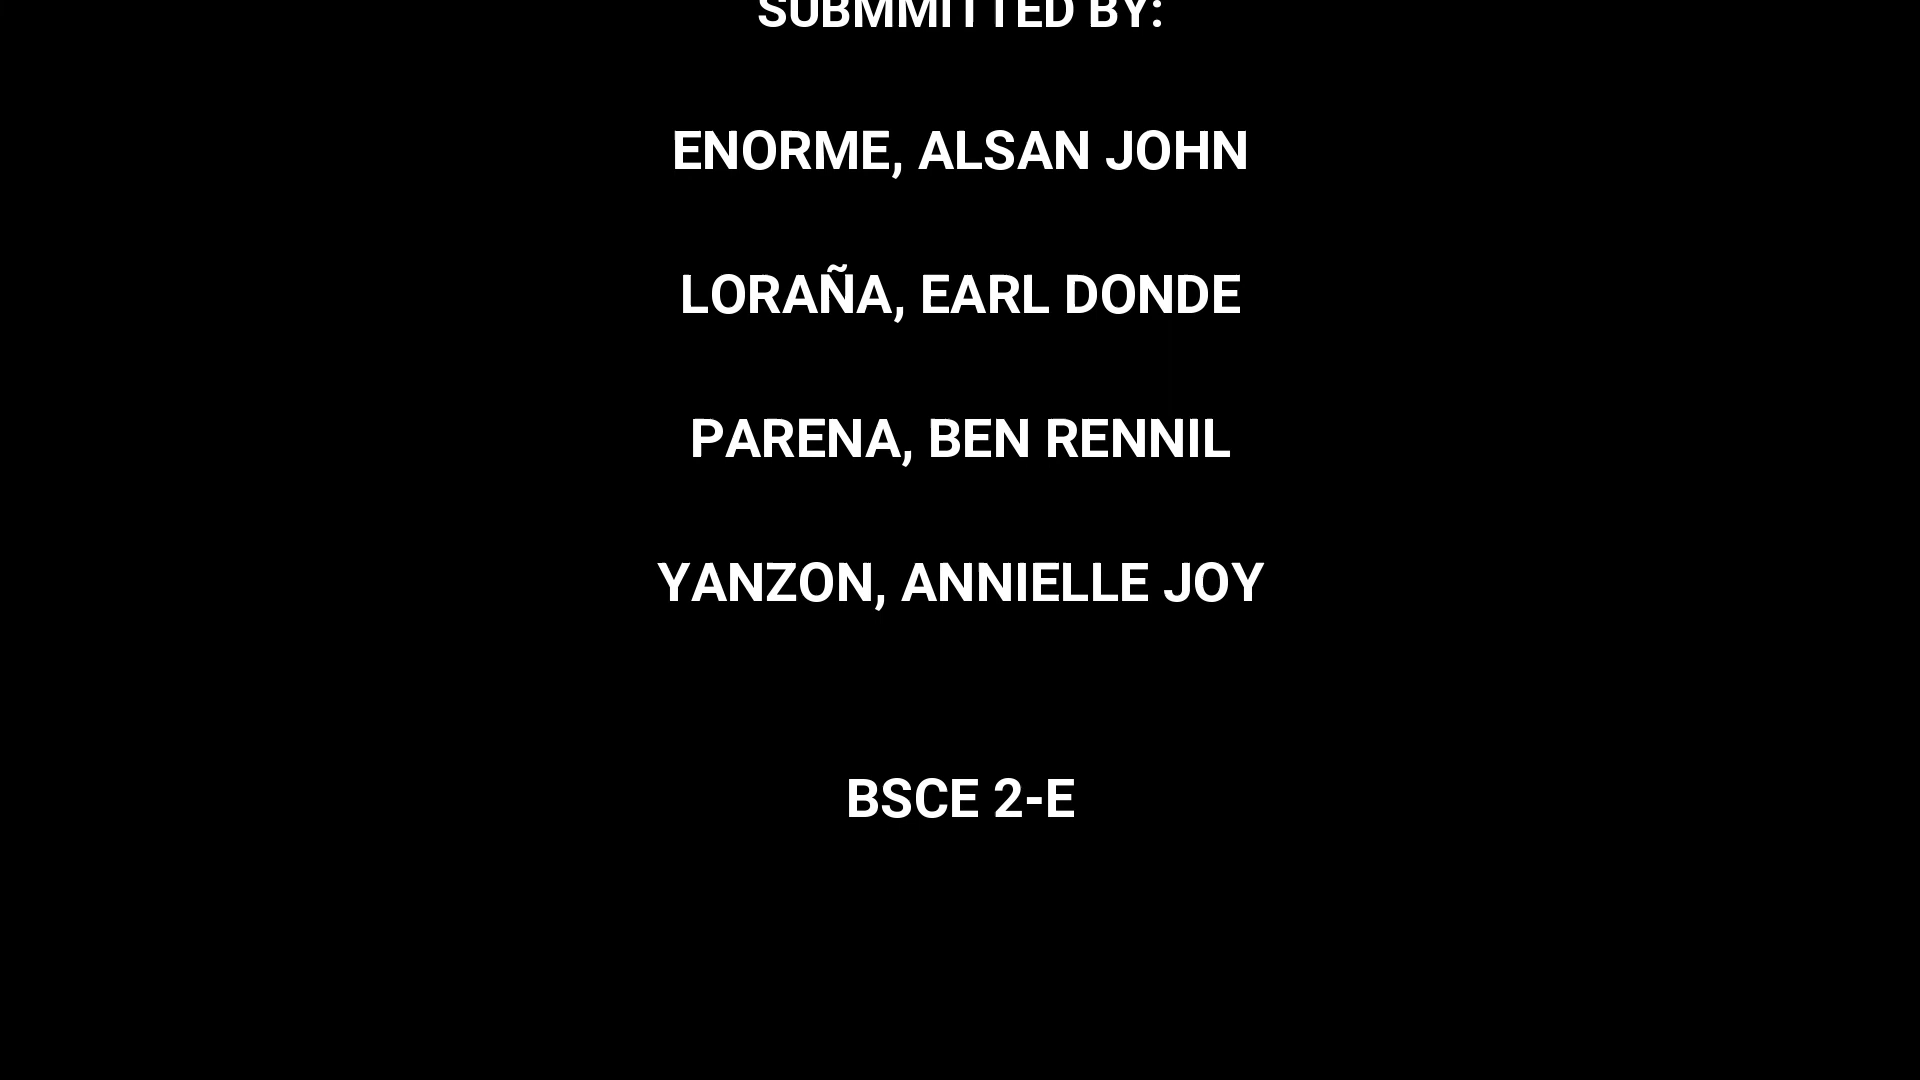 SUBMMITTED BY:
ENORME, ALSAN JOHN
LORAÑA, EARL DONDE
PARENA, BEN RENNIL
YANZON, ANNIELLE JOY
BSCE 2-E